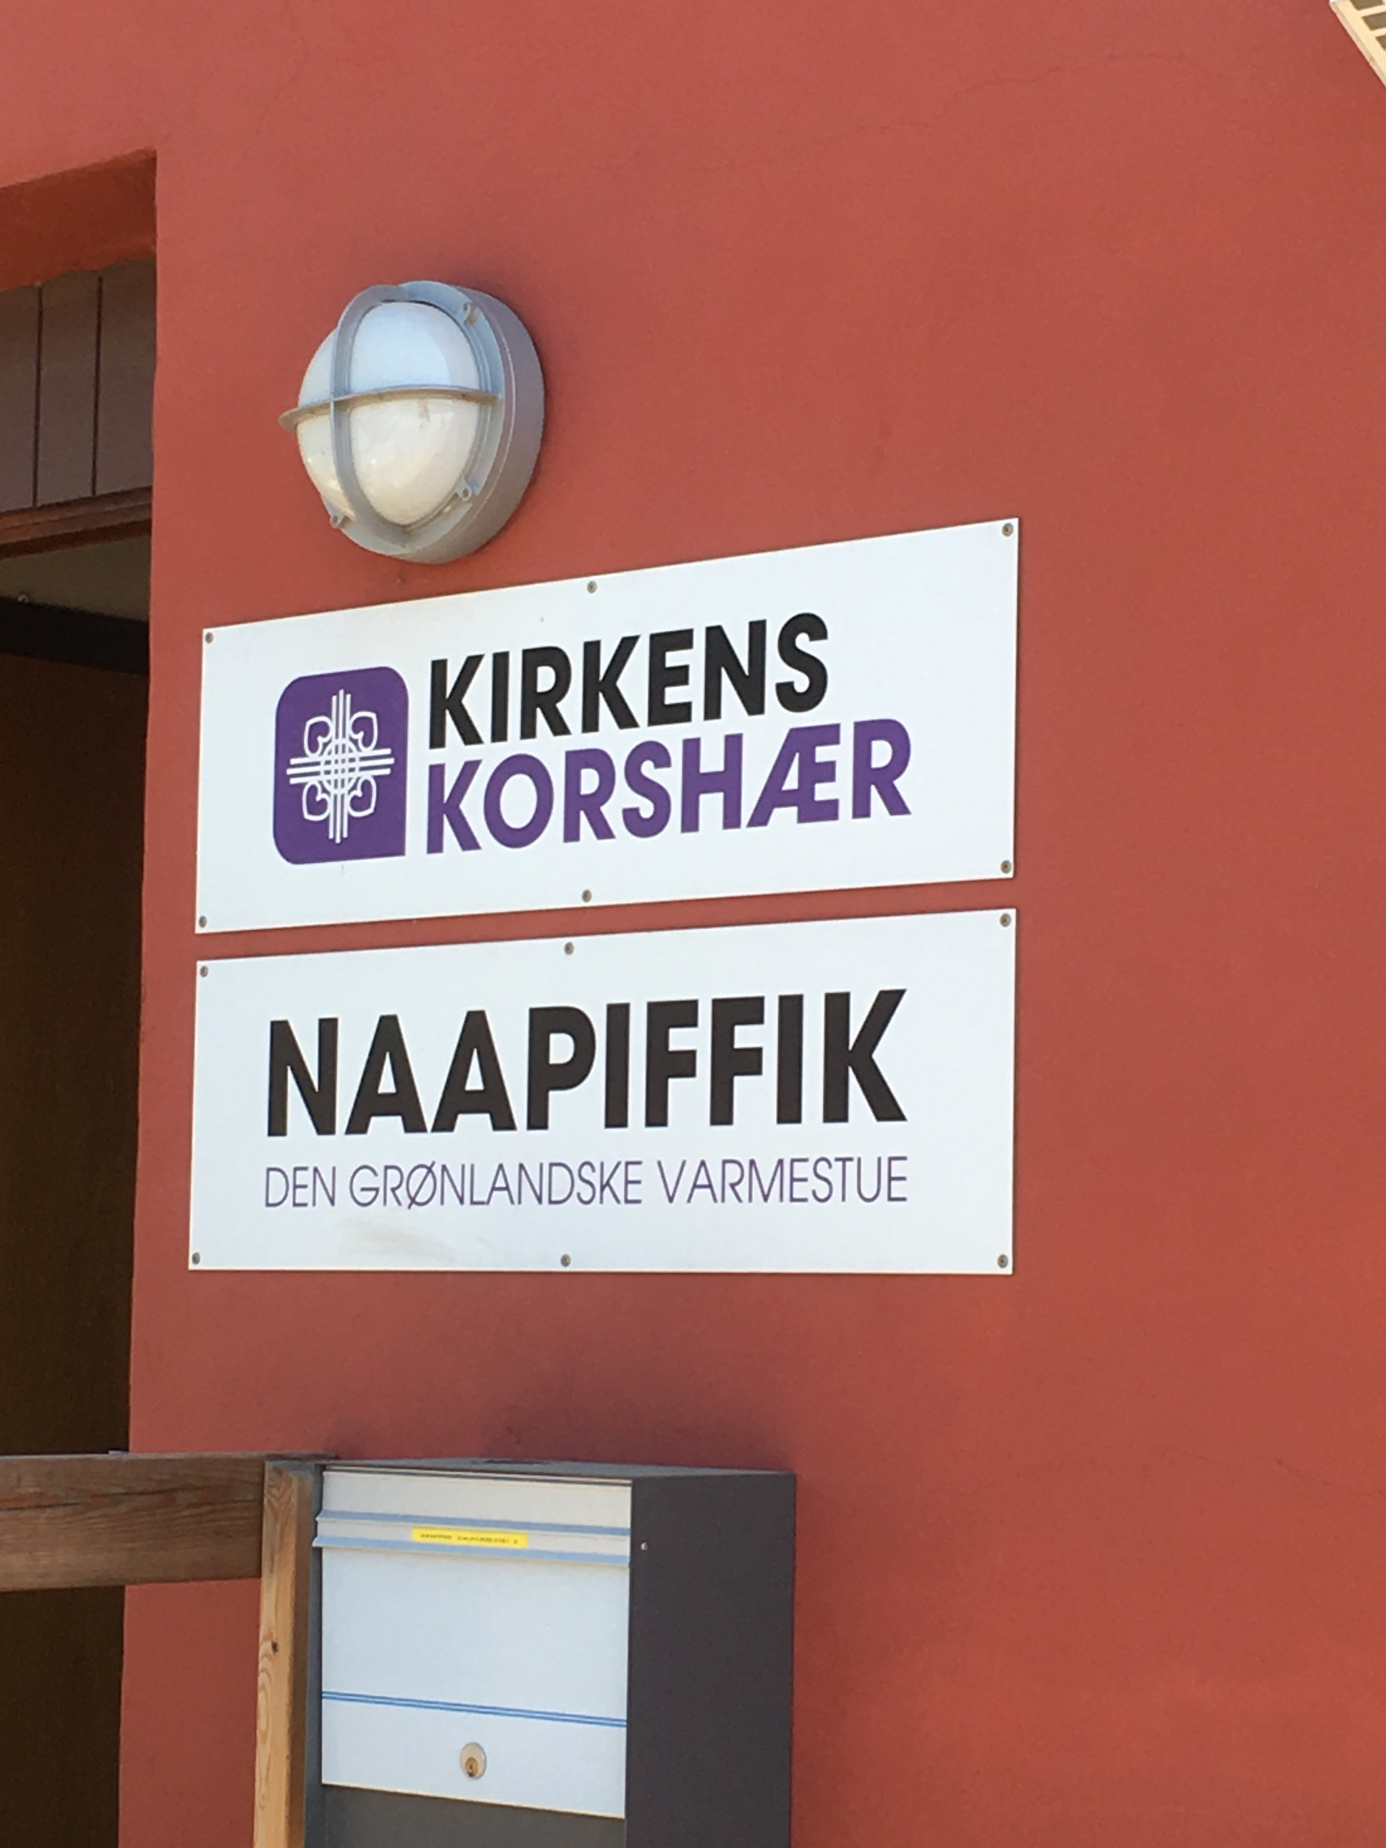 KIRKENS
KORSHÆR
NAAPIFFIK
DEN GRØNLANDSKE VARMESTUE